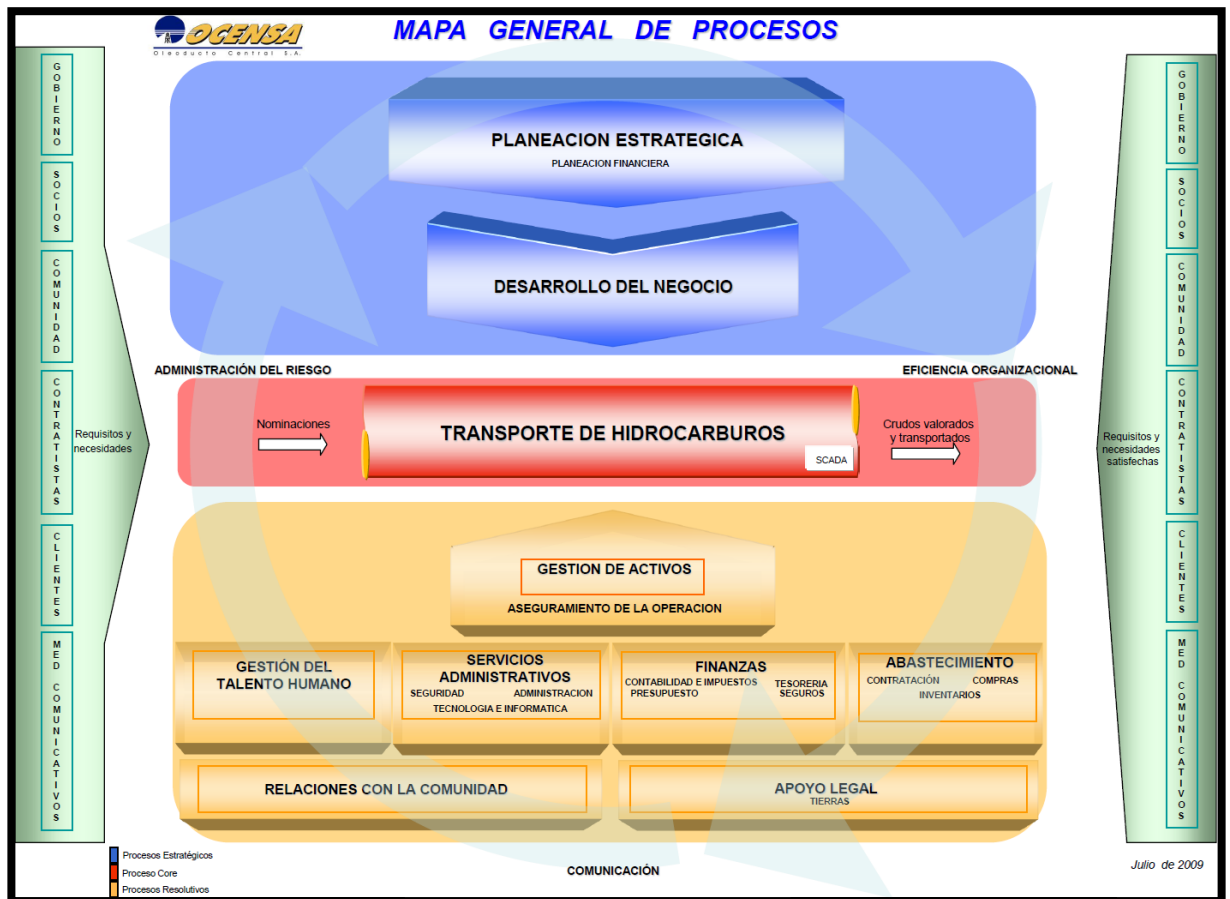 OCENSA
Oleoducto Central S.A.
MAPA GENERAL DE PROCESOS
GOBIERNO
SOCIOS
COMUNIDAD
CONTRATISTAS
CLIENTES
MED COMUNICATIVOS
Requisitos y
necesidades
PLANEACION ESTRATEGICA
PLANEACION FINANCIERA
DESARROLLO DEL NEGOCIO
ADMINISTRACIÓN DEL RIESGO
EFICIENCIA ORGANIZACIONAL
Nominaciones
TRANSPORTE DE HIDROCARBUROS
SCADA
Crudos valorados
y transportados
GESTION DE ACTIVOS
ASEGURAMIENTO DE LA OPERACION
GESTIÓN DEL
TALENTO HUMANO
SERVICIOS
ADMINISTRATIVOS
SEGURIDAD ADMINISTRACION
TECNOLOGIA E INFORMATICA
FINANZAS
CONTABILIDAD E IMPUESTOS TESORERIA
PRESUPUESTO SEGUROS
ABASTECIMIENTO
CONTRATACIÓN COMPRAS
INVENTARIOS
RELACIONES CON LA COMUNIDAD
APOYO LEGAL
TIERRAS
GOBIERNO
SOCIOS
COMUNIDAD
CONTRATISTAS
CLIENTES
MED COMUNICATIVOS
Requisitos y
necesidades
satisfechas
Procesos Estratégicos
Proceso Core
Procesos Resolutivos
COMUNICACIÓN
Julio de 2009